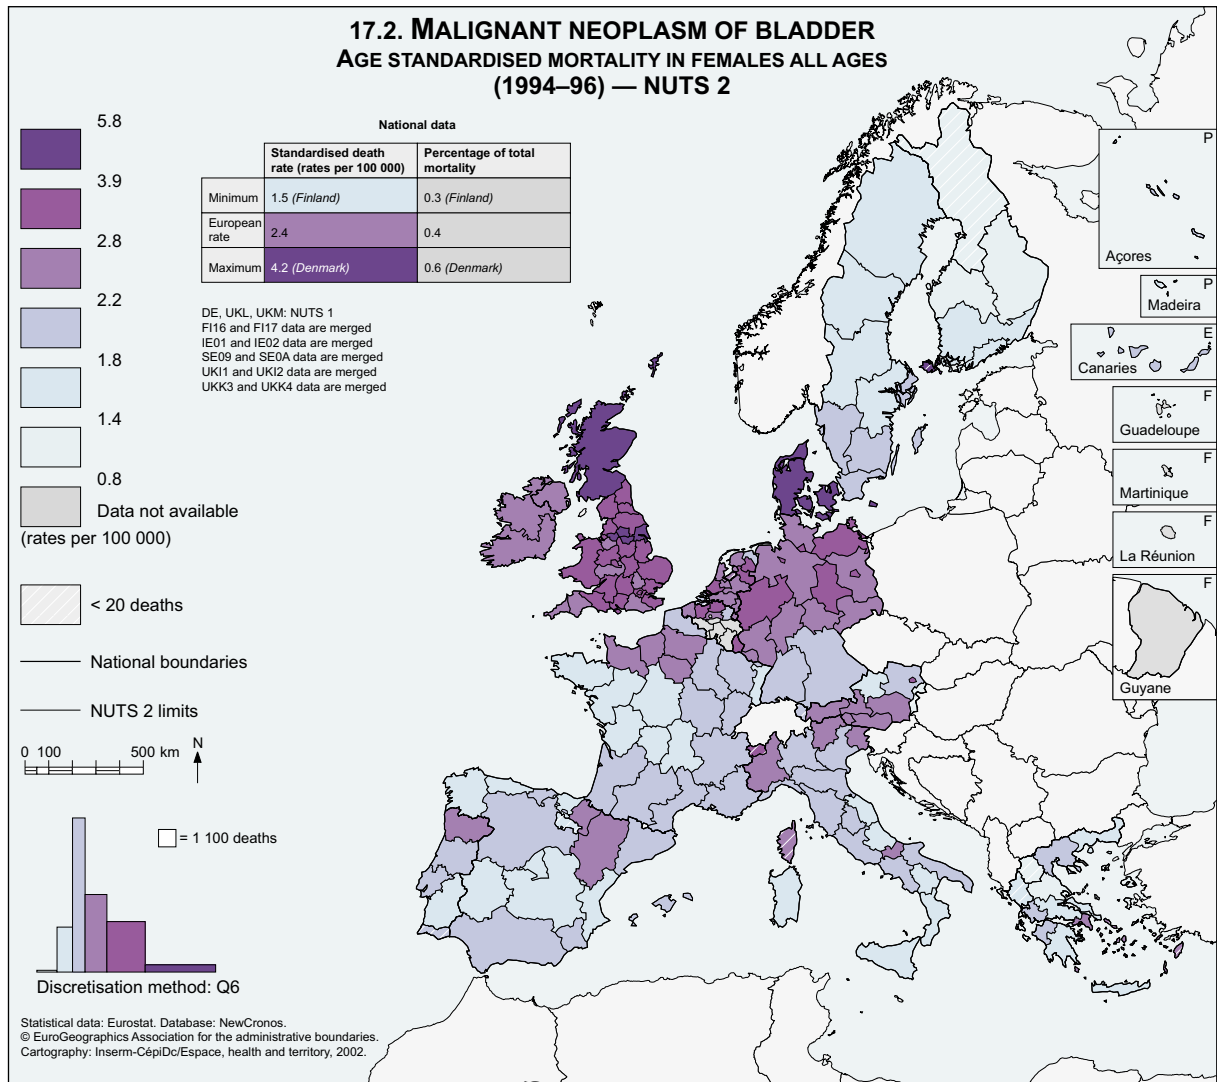 17.2. MALIGNANT NEOPLASM OF BLADDER
AGE STANDARDISED MORTALITY IN FEMALES ALL AGES
(1994–96) — NUTS 2
5.8
3.9
2.8
2.2
1.8
1.4
0.8
Data not available
(rates per 100 000)
< 20 deaths
National boundaries
NUTS 2 limits
0 100 500 km
N
National data
Standardised death rate (rates per 100 000) Percentage of total mortality
Minimum 1.5 (Finland) 0.3 (Finland)
European rate 2.4 0.4
Maximum 4.2 (Denmark) 0.6 (Denmark)
DE, UKL, UKM: NUTS 1
FI16 and FI17 data are merged
IE01 and IE02 data are merged
SE09 and SE0A data are merged
UKI1 and UKI2 data are merged
UKK3 and UKK4 data are merged
P
Açores
P
Madeira
E
Canaries
F
Guadeloupe
F
Martinique
F
La Réunion
F
Guyane
= 1 100 deaths
Discretisation method: Q6
Statistical data: Eurostat. Database: NewCronos.
© EuroGeographics Association for the administrative boundaries.
Cartography: Inserm-CépiDc/Espace, health and territory, 2002.